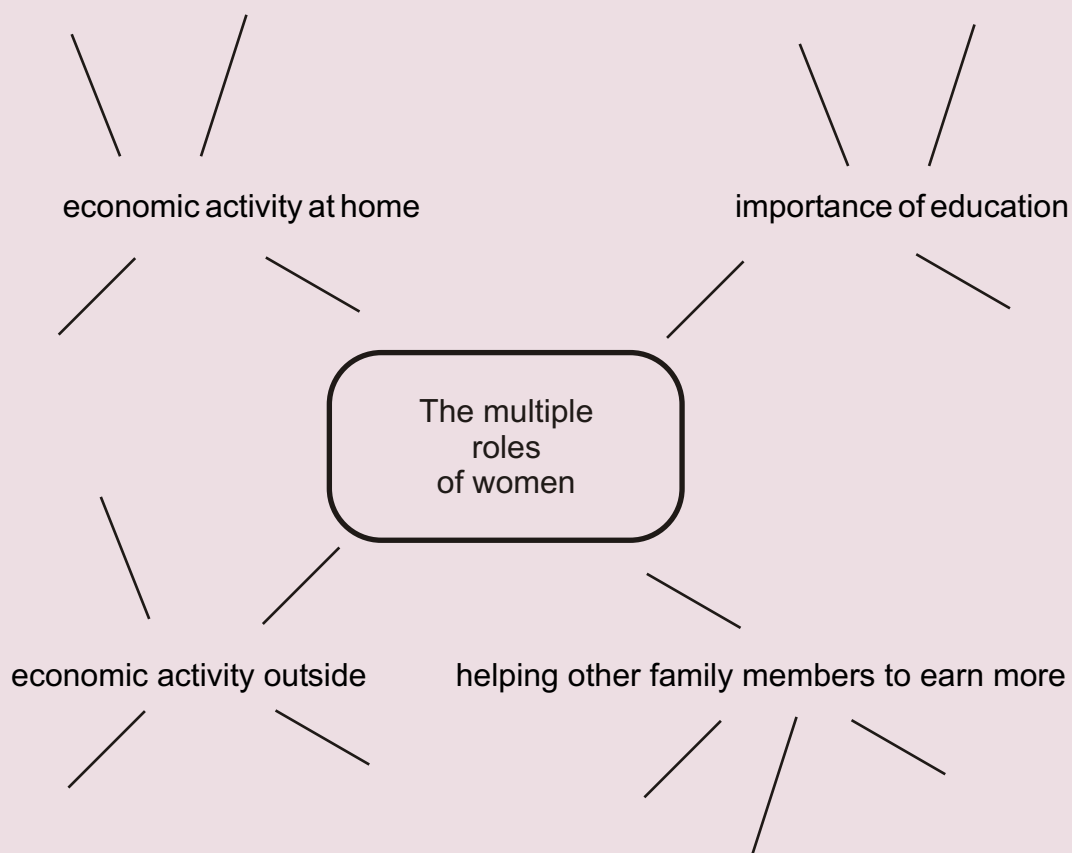 economic activity at home
importance of education
The multiple
roles
of women
economic activity outside
helping other family members to earn more